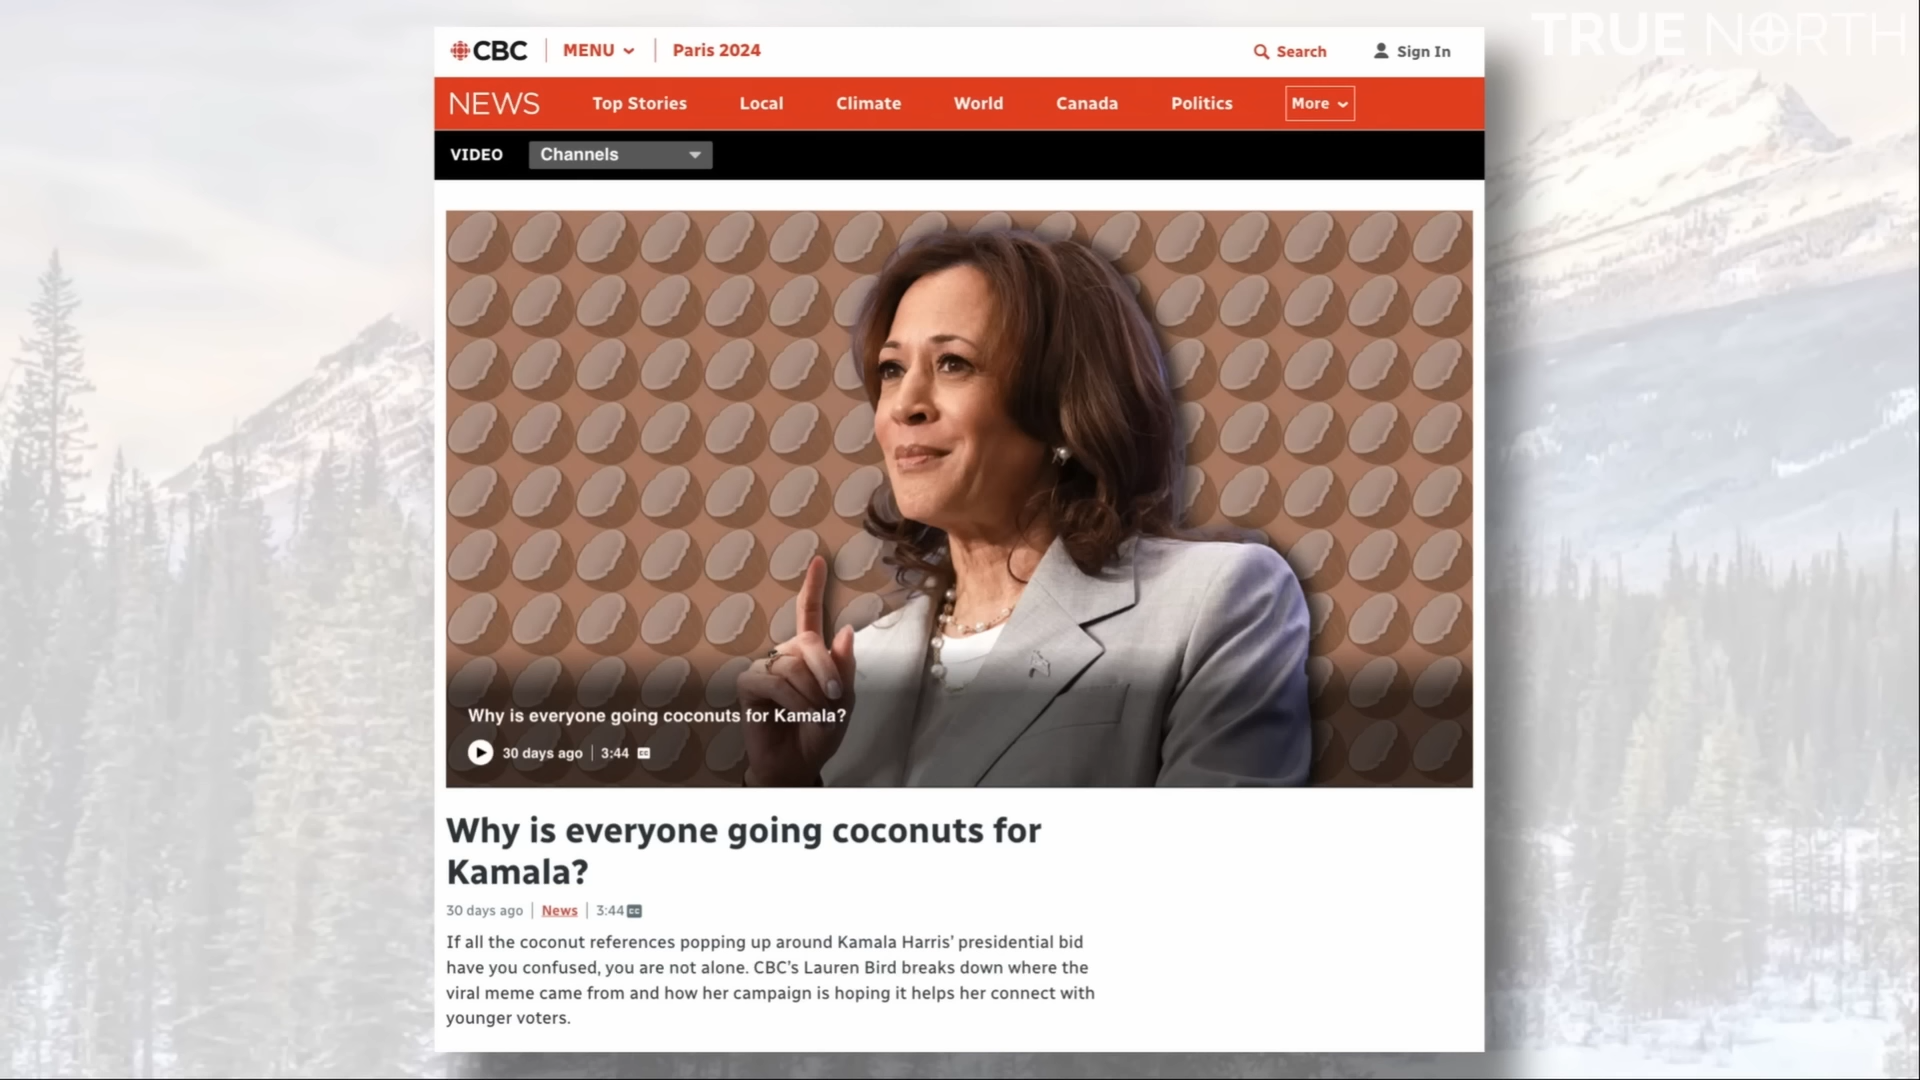 TRUE NORTH
CBC
MENU
Paris 2024
Search
Sign In
NEWS
Top Stories
Local
Climate
World
Canada
Politics
More
VIDEO
Channels
Why is everyone going coconuts for Kamala?
30 days ago | 3:44 CC
Why is everyone going coconuts for
Kamala?
30 days ago | News | 3:44 CC
If all the coconut references popping up around Kamala Harris' presidential bid
have you confused, you are not alone. CBC's Lauren Bird breaks down where the
viral meme came from and how her campaign is hoping it helps her connect with
younger voters.